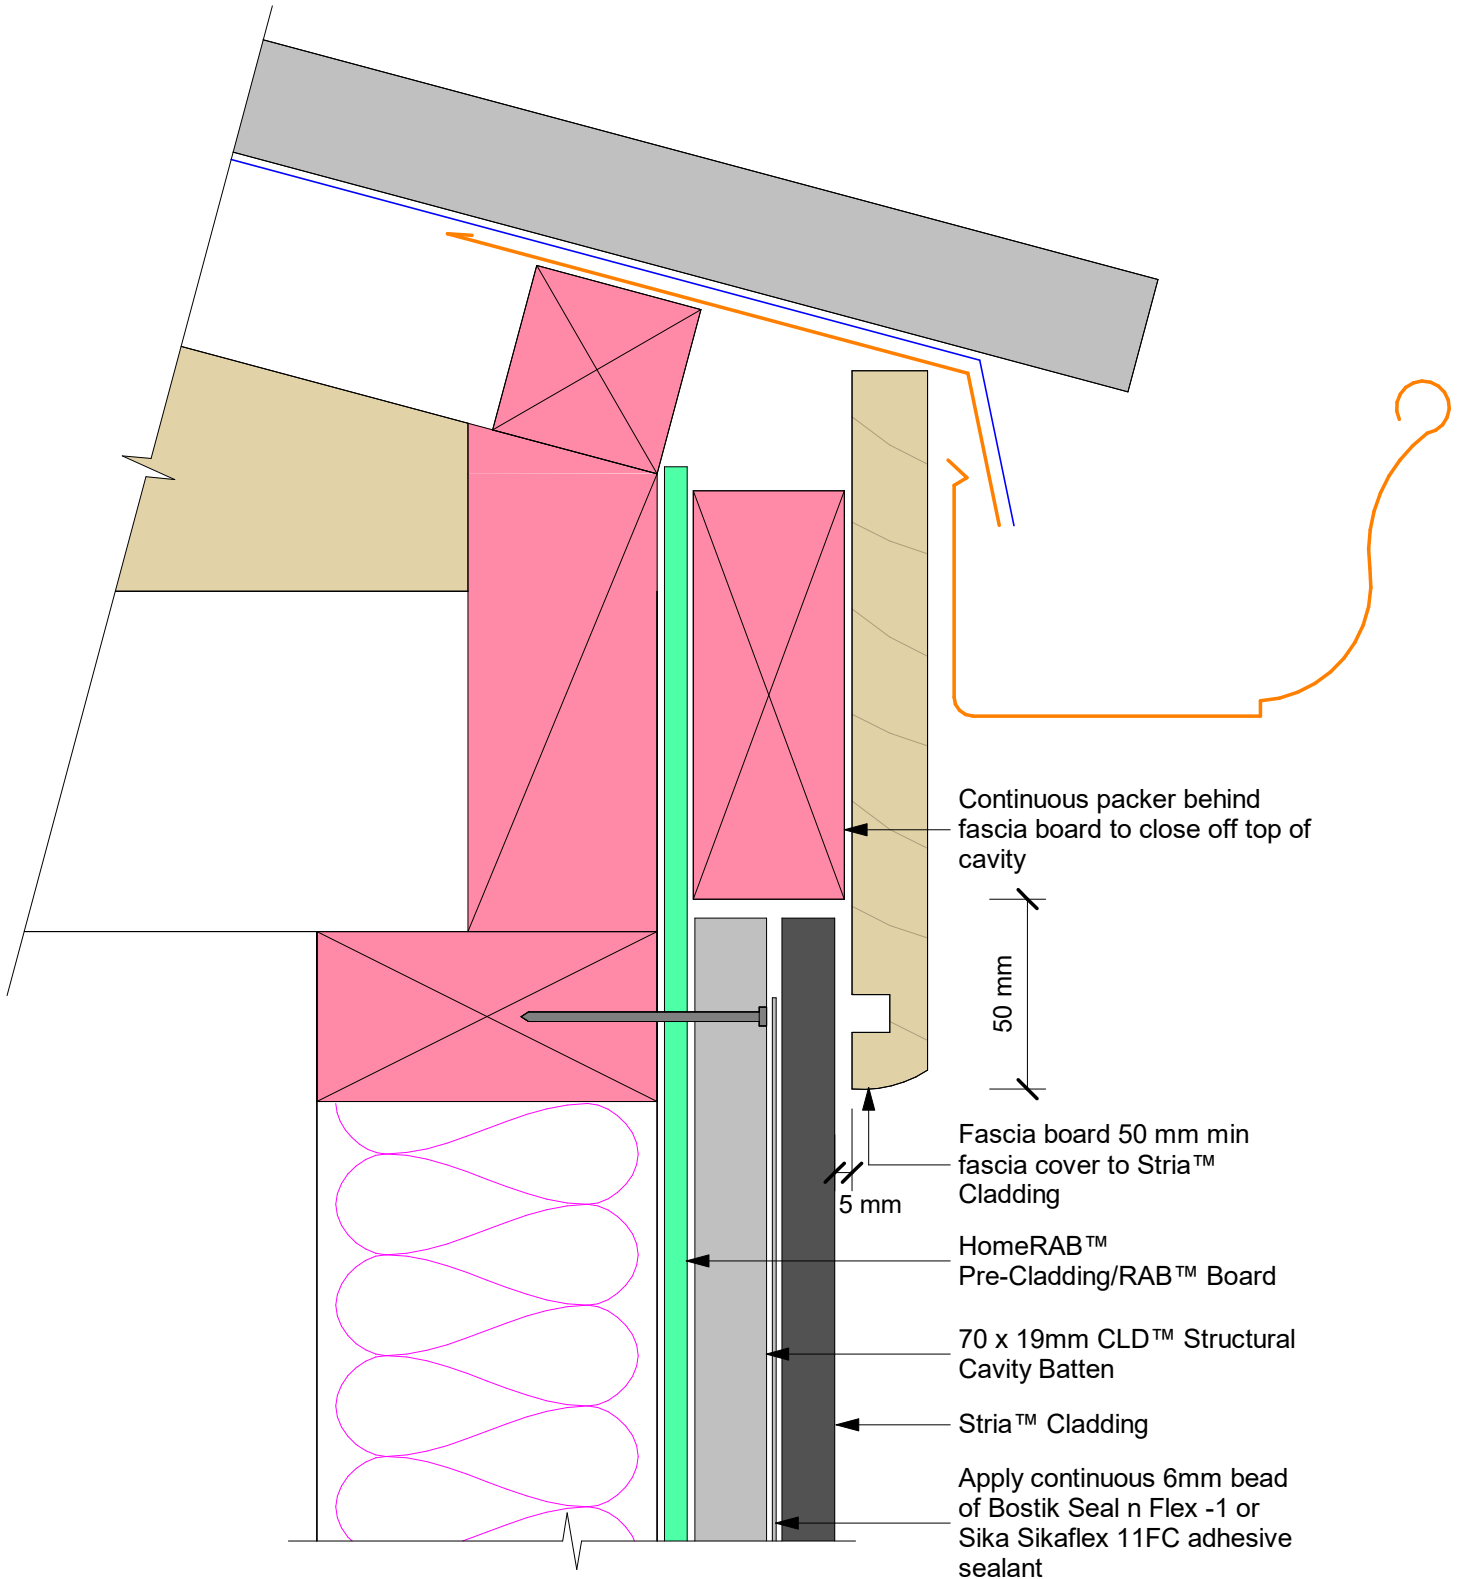 Continuous packer behind
fascia board to close off top of
cavity
50 mm
Fascia board 50 mm min
fascia cover to Stria™
Cladding
5 mm
HomeRAB™
Pre-Cladding/RAB™ Board
70 x 19mm CLD™ Structural
Cavity Batten
Stria™ Cladding
Apply continuous 6mm bead
of Bostik Seal n Flex -1 or
Sika Sikaflex 11FC adhesive
sealant